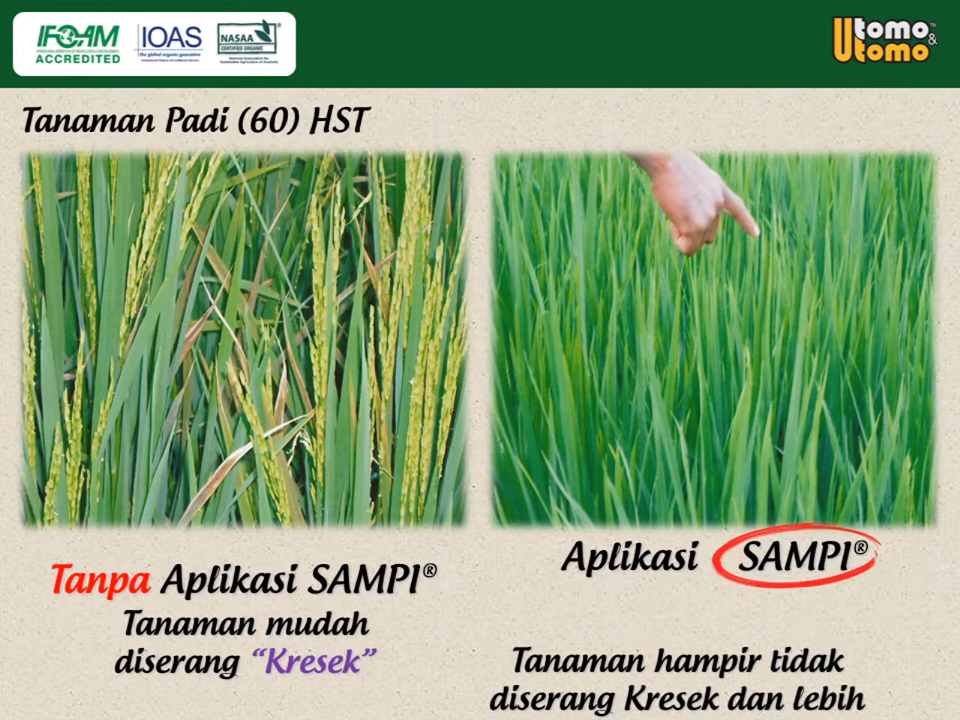 IFOAM
ACCREDITED
IOAS
the global organic guarantee
NASAA
CERTIFIED ORGANIC
Utomo™
&
Utomo
Tanaman Padi (60) HST
Tanpa Aplikasi SAMPI®
Tanaman mudah
diserang “Kresek”
Aplikasi SAMPI®
Tanaman hampir tidak
diserang Kresek dan lebih